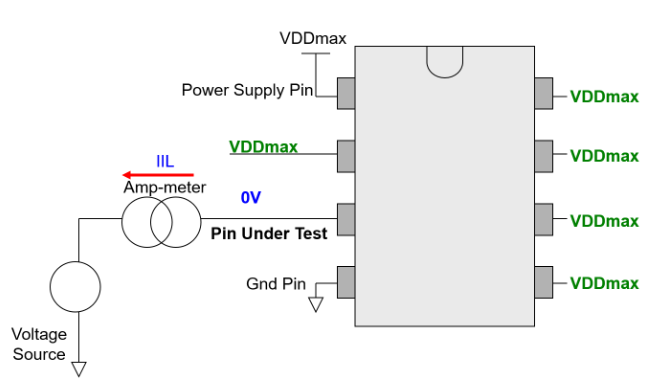 VDDmax
Power Supply Pin
VDDmax
VDDmax
VDDmax
IIL
Amp-meter
0V
Pin Under Test
VDDmax
Gnd Pin
VDDmax
Voltage
Source